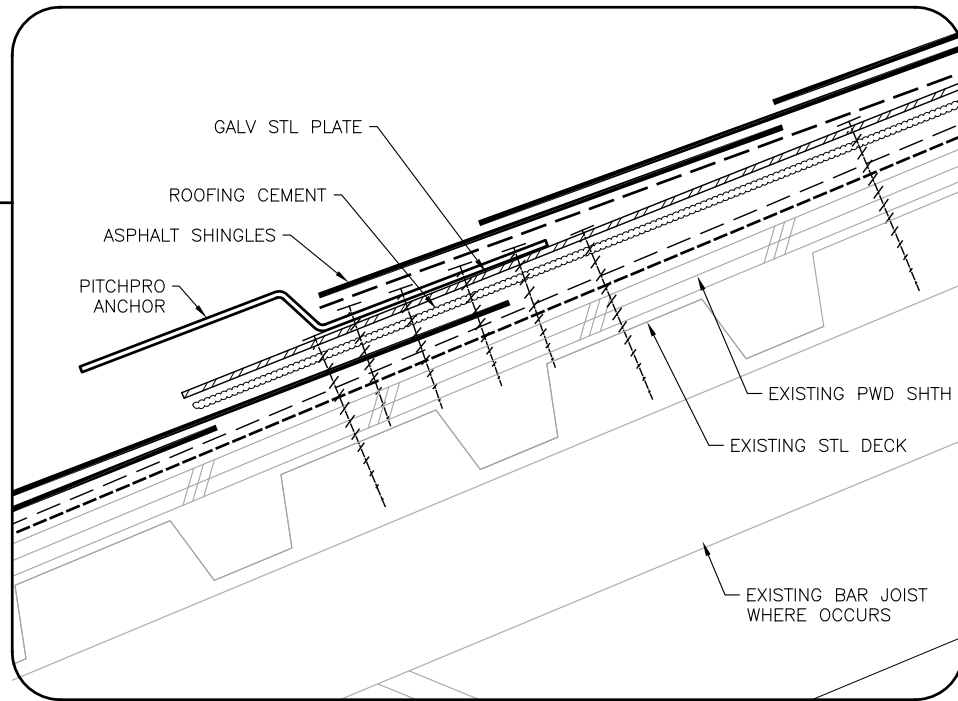 GALV STL PLATE
ROOFING CEMENT
ASPHALT SHINGLES
PITCHPRO
ANCHOR
EXISTING PWD SHTH
EXISTING STL DECK
EXISTING BAR JOIST
WHERE OCCURS